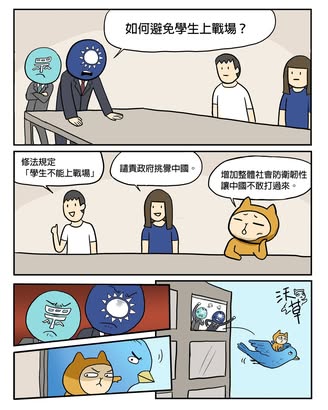 如何避免學生上戰場？
眾
修法規定
「學生不能上戰場」
譴責政府挑釁中國。
增加整體社會防衛韌性
讓中國不敢打過來。
眾